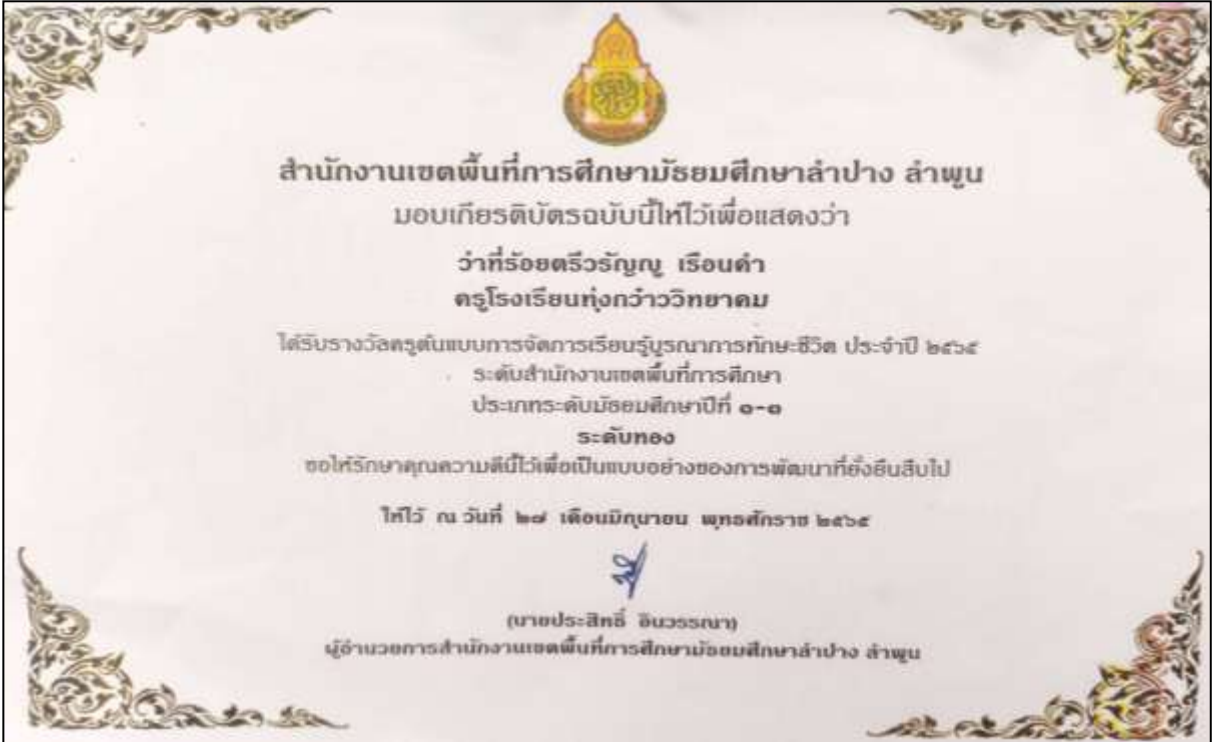 สำนักงานเขตพื้นที่การศึกษามัธยมศึกษาลำปาง ลำพูน
มอบเกียรติบัตรฉบับนี้ให้ไว้เพื่อแสดงว่า
ว่าที่ร้อยตรีวรัญญู เรือนคำ
ครูโรงเรียนทุ่งกว๋าววิทยาคม
ได้รับรางวัลครูต้นแบบการจัดการเรียนรู้บูรณาการทักษะชีวิต ประจำปี ๒๕๖๕
ระดับสำนักงานเขตพื้นที่การศึกษา
ประเภทระดับมัธยมศึกษาปีที่ ๑-๓
ระดับทอง
ขอให้รักษาคุณความดีนี้ไว้เพื่อเป็นแบบอย่างของการพัฒนาที่ยั่งยืนสืบไป
ให้ไว้ ณ วันที่ ๒๗ เดือนมิถุนายน พุทธศักราช ๒๕๖๕
(นายประสิทธิ์ อินวรรณา)
ผู้อำนวยการสำนักงานเขตพื้นที่การศึกษามัธยมศึกษาลำปาง ลำพูน